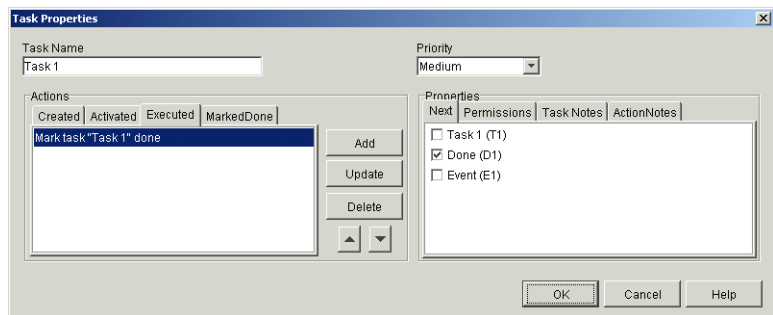 Task Properties
Task Name
Priority
Task 1
Medium
Actions
Properties
Created Activated Executed MarkedDone
Next Permissions Task Notes ActionNotes
Mark task "Task 1" done
Task 1 (T1)
Done (D1)
Event (E1)
Add
Update
Delete
OK Cancel Help